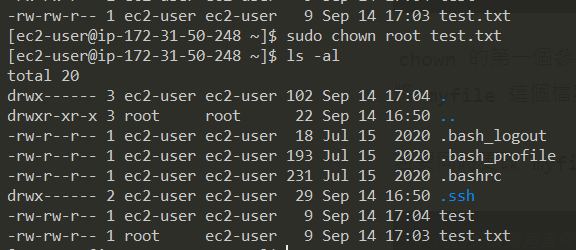 -rw-rw-r-- 1 ec2-user ec2-user   9 Sep 14 17:03 test.txt
[ec2-user@ip-172-31-50-248 ~]$ sudo chown root test.txt
[ec2-user@ip-172-31-50-248 ~]$ ls -al
total 20
drwx------ 3 ec2-user ec2-user 102 Sep 14 17:04 .
drwxr-xr-x 3 root     root      22 Sep 14 16:50 ..
-rw-r--r-- 1 ec2-user ec2-user  18 Jul 15  2020 .bash_logout
-rw-r--r-- 1 ec2-user ec2-user 193 Jul 15  2020 .bash_profile
-rw-r--r-- 1 ec2-user ec2-user 231 Jul 15  2020 .bashrc
drwx------ 2 ec2-user ec2-user  29 Sep 14 16:50 .ssh
-rw-rw-r-- 1 ec2-user ec2-user   9 Sep 14 17:04 test
-rw-rw-r-- 1 root     ec2-user   9 Sep 14 17:03 test.txt